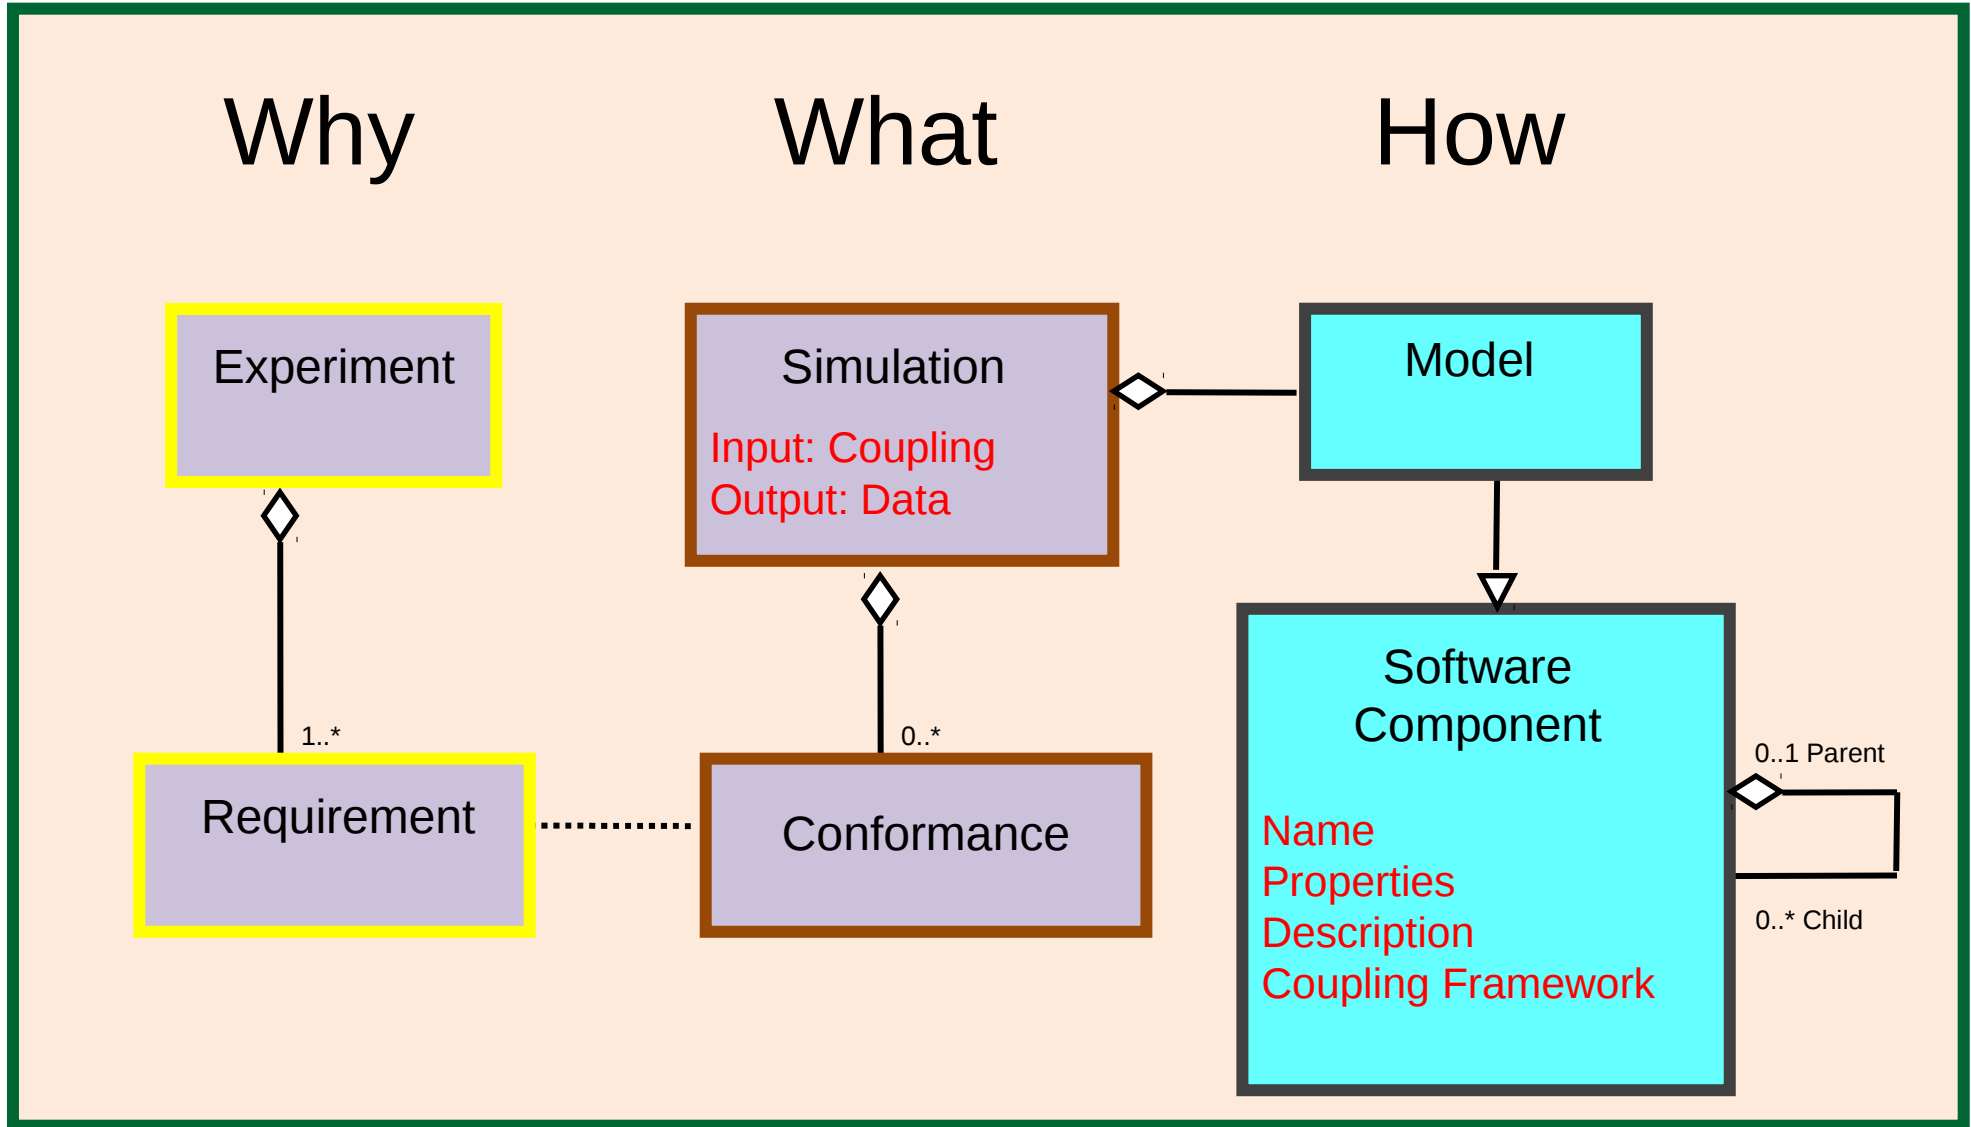 Why
What
How
Experiment
Simulation
Input: Coupling
Output: Data
Model
1..*
0..*
Requirement
Conformance
Software
Component
Name
Properties
Description
Coupling Framework
0..1 Parent
0..* Child